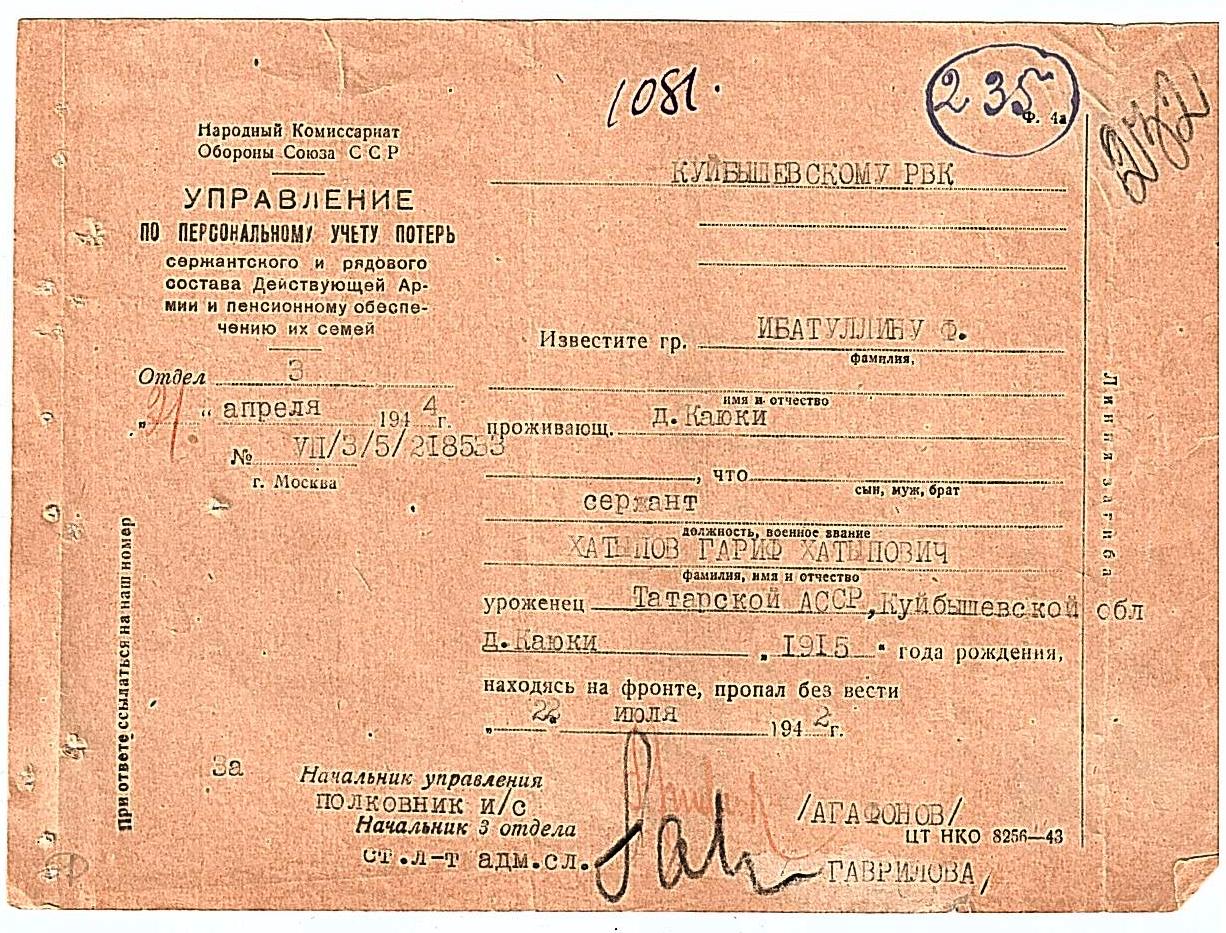 1081.
235
Ф. 4а
Народный Комиссариат
Обороны Союза ССР
УПРАВЛЕНИЕ
ПО ПЕРСОНАЛЬНОМУ УЧЕТУ ПОТЕРЬ
сержантского и рядового
состава Действующей Ар-
мии и пенсионному обеспе-
чению их семей
Отдел 3
„21." апреля 1944г.
№ VII/3/5/218533
г. Москва
При ответе ссылаться на наш номер
КУЙБЫШЕВСКОМУ РВК
Известите гр. ИБАТУЛЛИНУ Ф.
фамилия,
имя и отчество
проживающ. д.Каюки
, что
сын, муж, брат
сержант
должность, военное звание
ХАТЫПОВ ГАРИФ ХАТЫПОВИЧ
фамилия, имя и отчество
уроженец Татарской АССР,Куйбышевской обл
д.Каюки „1915" года рождения,
находясь на фронте, пропал без вести
„22" июля 1942г.
Линия загиба
За Начальник управления
ПОЛКОВНИК И/С /АГАФОНОВ/
Начальник 3 отдела
ЦТ НКО 8256—43
ст.л-т адм.сл. ГАВРИЛОВА/